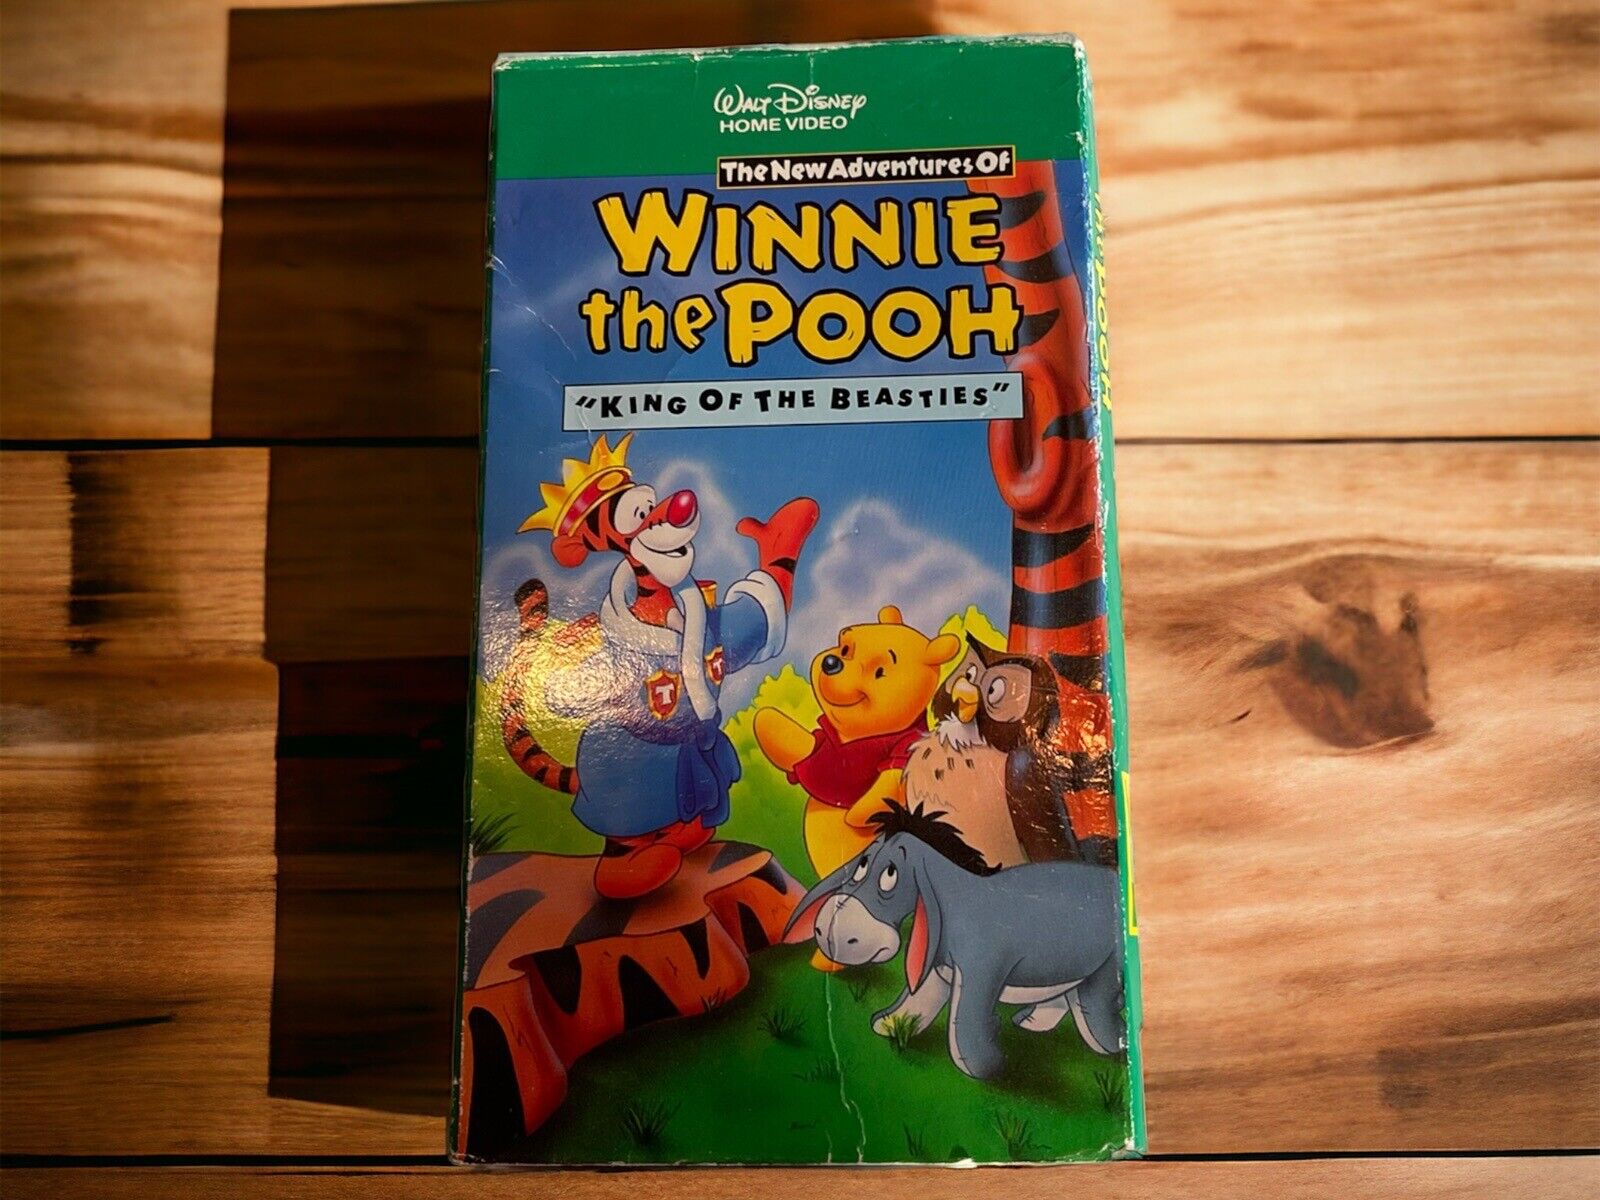 WALT DISNEY
HOME VIDEO
The New Adventures Of
WINNIE
the POOH
"KING OF THE BEASTIES"
T
T